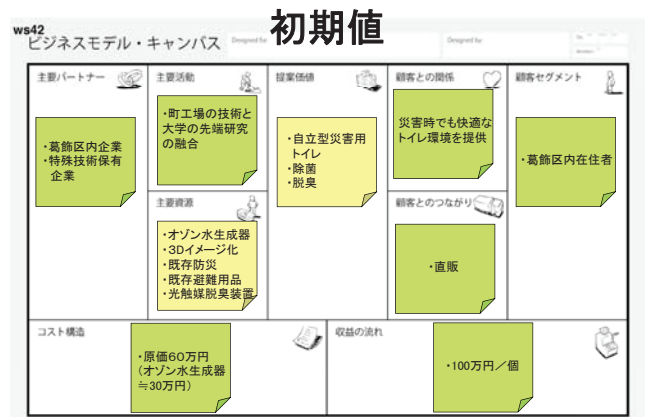 初期値
ws42
ビジネスモデル・キャンバス
Designed for:
Designed by:
主要パートナー
・葛飾区内企業
・特殊技術保有
企業
主要活動
・町工場の技術と
大学の先端研究
の融合
主要資源
・オゾン水生成器
・3Dイメージ化
・既存防災
・既存避難用品
・光触媒脱臭装置
提案価値
・自立型災害用
トイレ
・除菌
・脱臭
顧客との関係
災害時でも快適な
トイレ環境を提供
顧客とのつながり
・直販
顧客セグメント
・葛飾区内在住者
コスト構造
・原価60万円
（オゾン水生成器
≒30万円）
収益の流れ
・100万円／個